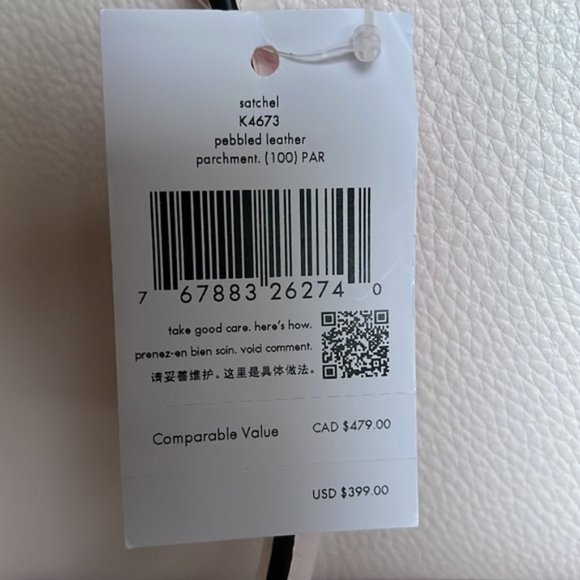 satchel
K4673
pebbled leather
parchment. (100) PAR
7 67883 26274 0
take good care. here's how.
prenez-en bien soin. voici comment.
请妥善维护。这里是具体做法。
Comparable Value CAD $479.00
USD $399.00